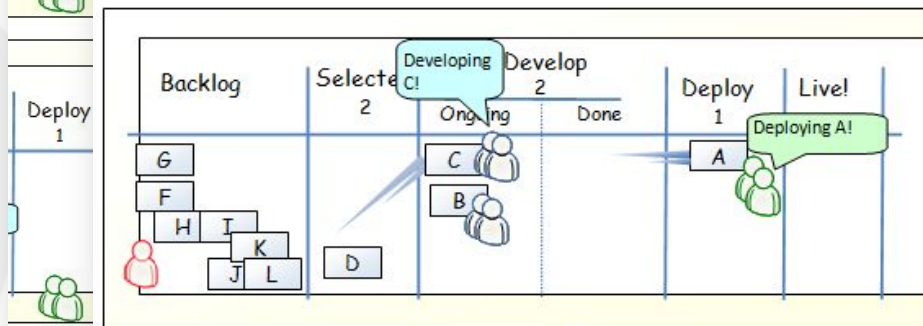 Deploy
1
Backlog
Selecte
2
Developing
C!
Develop
2
Ongoing
Done
Deploy
1
Live!
Deploying A!
G
F
H
I
K
J
L
D
C
B
A